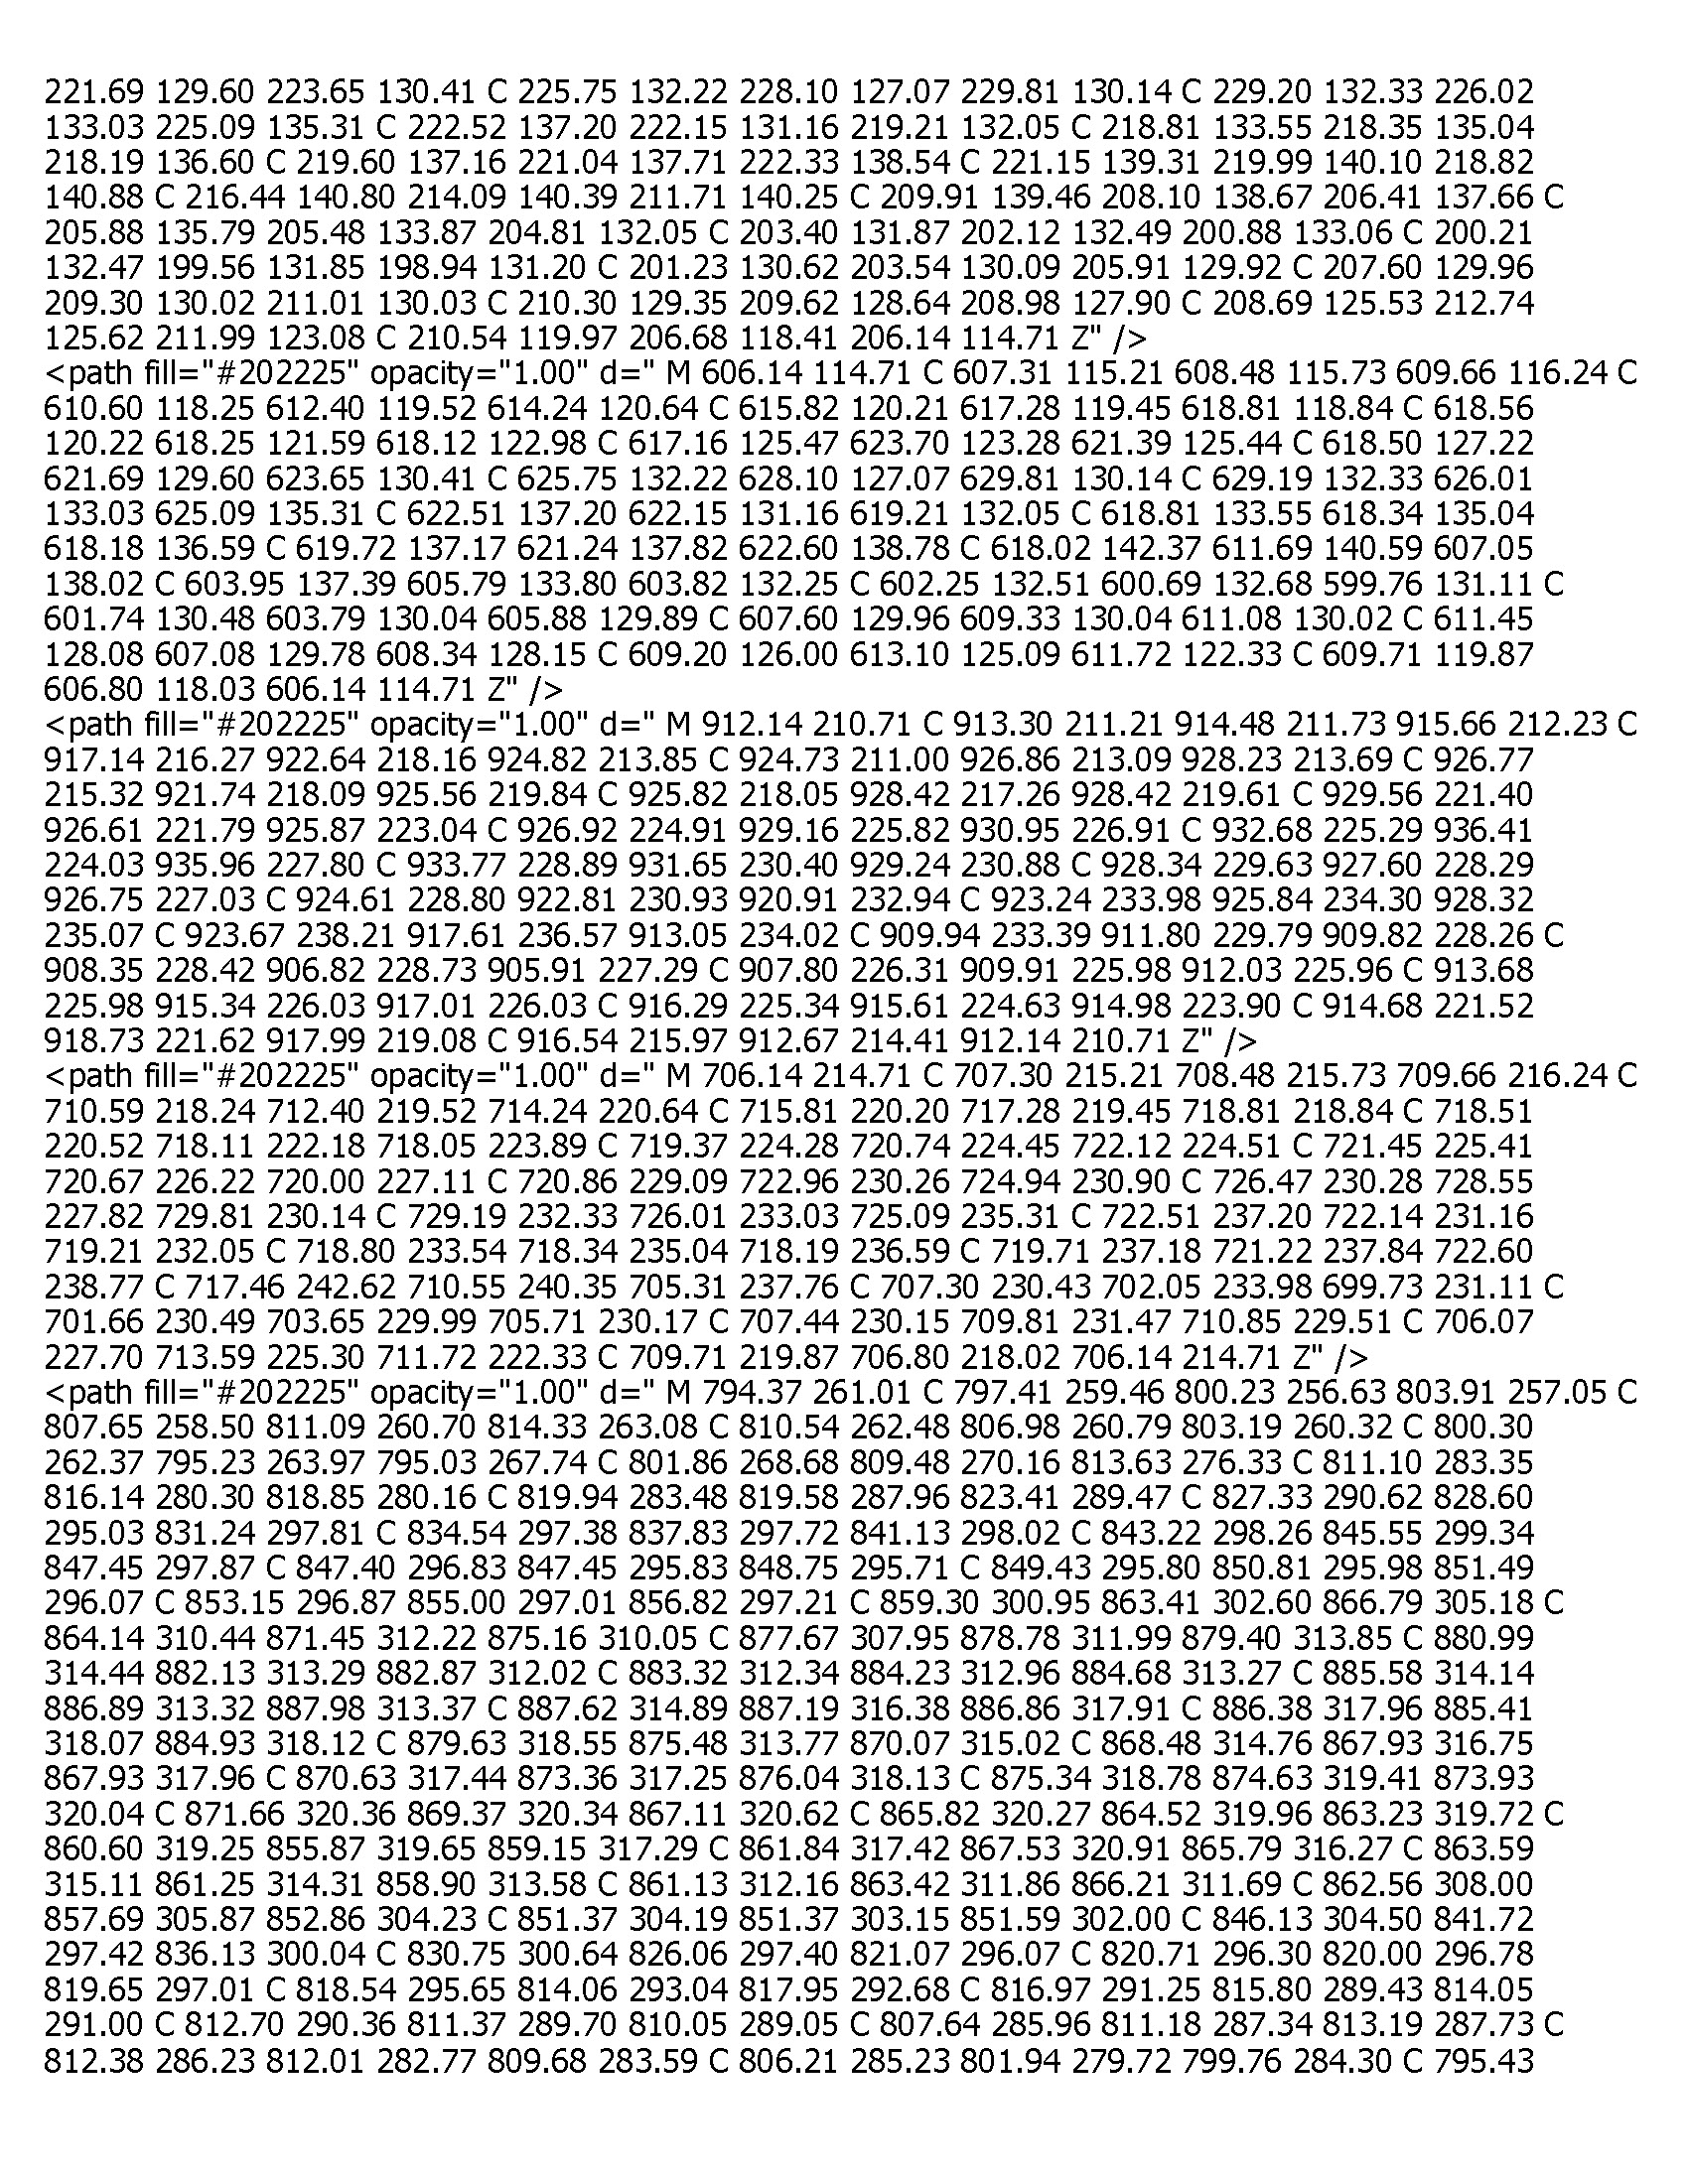 221.69 129.60 223.65 130.41 C 225.75 132.22 228.10 127.07 229.81 130.14 C 229.20 132.33 226.02
133.03 225.09 135.31 C 222.52 137.20 222.15 131.16 219.21 132.05 C 218.81 133.55 218.35 135.04
218.19 136.60 C 219.60 137.16 221.04 137.71 222.33 138.54 C 221.15 139.31 219.99 140.10 218.82
140.88 C 216.44 140.80 214.09 140.39 211.71 140.25 C 209.91 139.46 208.10 138.67 206.41 137.66 C
205.88 135.79 205.48 133.87 204.81 132.05 C 203.40 131.87 202.12 132.49 200.88 133.06 C 200.21
132.47 199.56 131.85 198.94 131.20 C 201.23 130.62 203.54 130.09 205.91 129.92 C 207.60 129.96
209.30 130.02 211.01 130.03 C 210.30 129.35 209.62 128.64 208.98 127.90 C 208.69 125.53 212.74
125.62 211.99 123.08 C 210.54 119.97 206.68 118.41 206.14 114.71 Z" />
<path fill="#202225" opacity="1.00" d=" M 606.14 114.71 C 607.31 115.21 608.48 115.73 609.66 116.24 C
610.60 118.25 612.40 119.52 614.24 120.64 C 615.82 120.21 617.28 119.45 618.81 118.84 C 618.56
120.22 618.25 121.59 618.12 122.98 C 617.16 125.47 623.70 123.28 621.39 125.44 C 618.50 127.22
621.69 129.60 623.65 130.41 C 625.75 132.22 628.10 127.07 629.81 130.14 C 629.19 132.33 626.01
133.03 625.09 135.31 C 622.51 137.20 622.15 131.16 619.21 132.05 C 618.81 133.55 618.34 135.04
618.18 136.59 C 619.72 137.17 621.24 137.82 622.60 138.78 C 618.02 142.37 611.69 140.59 607.05
138.02 C 603.95 137.39 605.79 133.80 603.82 132.25 C 602.25 132.51 600.69 132.68 599.76 131.11 C
601.74 130.48 603.79 130.04 605.88 129.89 C 607.60 129.96 609.33 130.04 611.08 130.02 C 611.45
128.08 607.08 129.78 608.34 128.15 C 609.20 126.00 613.10 125.09 611.72 122.33 C 609.71 119.87
606.80 118.03 606.14 114.71 Z" />
<path fill="#202225" opacity="1.00" d=" M 912.14 210.71 C 913.30 211.21 914.48 211.73 915.66 212.23 C
917.14 216.27 922.64 218.16 924.82 213.85 C 924.73 211.00 926.86 213.09 928.23 213.69 C 926.77
215.32 921.74 218.09 925.56 219.84 C 925.82 218.05 928.42 217.26 928.42 219.61 C 929.56 221.40
926.61 221.79 925.87 223.04 C 926.92 224.91 929.16 225.82 930.95 226.91 C 932.68 225.29 936.41
224.03 935.96 227.80 C 933.77 228.89 931.65 230.40 929.24 230.88 C 928.34 229.63 927.60 228.29
926.75 227.03 C 924.61 228.80 922.81 230.93 920.91 232.94 C 923.24 233.98 925.84 234.30 928.32
235.07 C 923.67 238.21 917.61 236.57 913.05 234.02 C 909.94 233.39 911.80 229.79 909.82 228.26 C
908.35 228.42 906.82 228.73 905.91 227.29 C 907.80 226.31 909.91 225.98 912.03 225.96 C 913.68
225.98 915.34 226.03 917.01 226.03 C 916.29 225.34 915.61 224.63 914.98 223.90 C 914.68 221.52
918.73 221.62 917.99 219.08 C 916.54 215.97 912.67 214.41 912.14 210.71 Z" />
<path fill="#202225" opacity="1.00" d=" M 706.14 214.71 C 707.30 215.21 708.48 215.73 709.66 216.24 C
710.59 218.24 712.40 219.52 714.24 220.64 C 715.81 220.20 717.28 219.45 718.81 218.84 C 718.51
220.52 718.11 222.18 718.05 223.89 C 719.37 224.28 720.74 224.45 722.12 224.51 C 721.45 225.41
720.67 226.22 720.00 227.11 C 720.86 229.09 722.96 230.26 724.94 230.90 C 726.47 230.28 728.55
227.82 729.81 230.14 C 729.19 232.33 726.01 233.03 725.09 235.31 C 722.51 237.20 722.14 231.16
719.21 232.05 C 718.80 233.54 718.34 235.04 718.19 236.59 C 719.71 237.18 721.22 237.84 722.60
238.77 C 717.46 242.62 710.55 240.35 705.31 237.76 C 707.30 230.43 702.05 233.98 699.73 231.11 C
701.66 230.49 703.65 229.99 705.71 230.17 C 707.44 230.15 709.81 231.47 710.85 229.51 C 706.07
227.70 713.59 225.30 711.72 222.33 C 709.71 219.87 706.80 218.02 706.14 214.71 Z" />
<path fill="#202225" opacity="1.00" d=" M 794.37 261.01 C 797.41 259.46 800.23 256.63 803.91 257.05 C
807.65 258.50 811.09 260.70 814.33 263.08 C 810.54 262.48 806.98 260.79 803.19 260.32 C 800.30
262.37 795.23 263.97 795.03 267.74 C 801.86 268.68 809.48 270.16 813.63 276.33 C 811.10 283.35
816.14 280.30 818.85 280.16 C 819.94 283.48 819.58 287.96 823.41 289.47 C 827.33 290.62 828.60
295.03 831.24 297.81 C 834.54 297.38 837.83 297.72 841.13 298.02 C 843.22 298.26 845.55 299.34
847.45 297.87 C 847.40 296.83 847.45 295.83 848.75 295.71 C 849.43 295.80 850.81 295.98 851.49
296.07 C 853.15 296.87 855.00 297.01 856.82 297.21 C 859.30 300.95 863.41 302.60 866.79 305.18 C
864.14 310.44 871.45 312.22 875.16 310.05 C 877.67 307.95 878.78 311.99 879.40 313.85 C 880.99
314.44 882.13 313.29 882.87 312.02 C 883.32 312.34 884.23 312.96 884.68 313.27 C 885.58 314.14
886.89 313.32 887.98 313.37 C 887.62 314.89 887.19 316.38 886.86 317.91 C 886.38 317.96 885.41
318.07 884.93 318.12 C 879.63 318.55 875.48 313.77 870.07 315.02 C 868.48 314.76 867.93 316.75
867.93 317.96 C 870.63 317.44 873.36 317.25 876.04 318.13 C 875.34 318.78 874.63 319.41 873.93
320.04 C 871.66 320.36 869.37 320.34 867.11 320.62 C 865.82 320.27 864.52 319.96 863.23 319.72 C
860.60 319.25 855.87 319.65 859.15 317.29 C 861.84 317.42 867.53 320.91 865.79 316.27 C 863.59
315.11 861.25 314.31 858.90 313.58 C 861.13 312.16 863.42 311.86 866.21 311.69 C 862.56 308.00
857.69 305.87 852.86 304.23 C 851.37 304.19 851.37 303.15 851.59 302.00 C 846.13 304.50 841.72
297.42 836.13 300.04 C 830.75 300.64 826.06 297.40 821.07 296.07 C 820.71 296.30 820.00 296.78
819.65 297.01 C 818.54 295.65 814.06 293.04 817.95 292.68 C 816.97 291.25 815.80 289.43 814.05
291.00 C 812.70 290.36 811.37 289.70 810.05 289.05 C 807.64 285.96 811.18 287.34 813.19 287.73 C
812.38 286.23 812.01 282.77 809.68 283.59 C 806.21 285.23 801.94 279.72 799.76 284.30 C 795.43